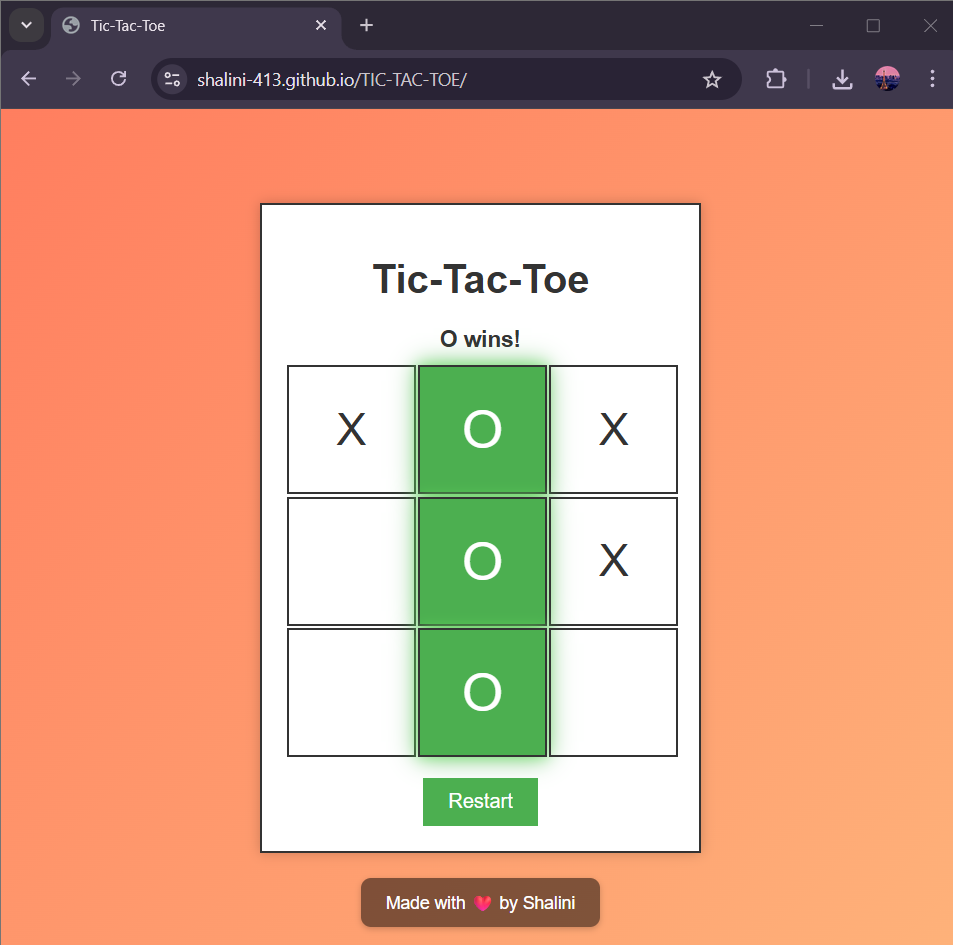 Tic-Tac-Toe
shalini-413.github.io/TIC-TAC-TOE/
Tic-Tac-Toe
O wins!
X O X
O X
O
Restart
Made with 💗 by Shalini